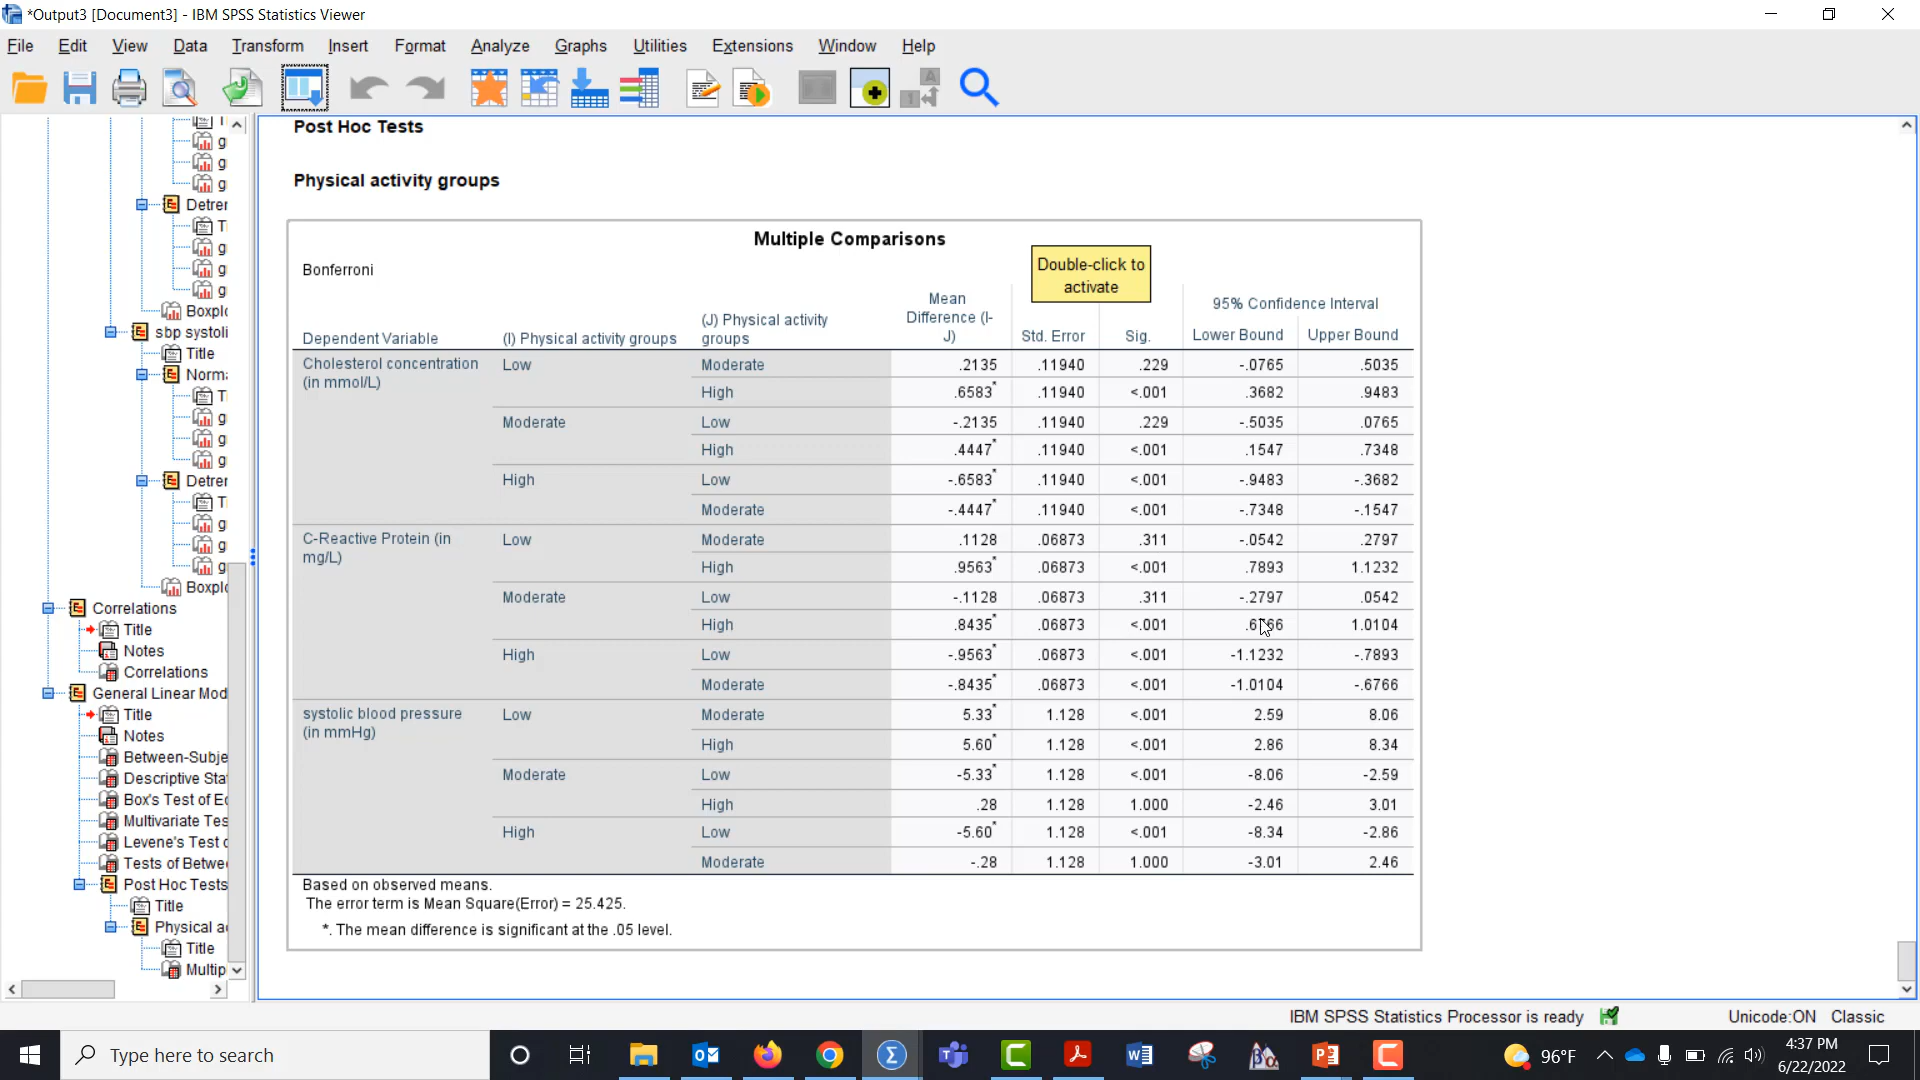 *Output3 [Document3] - IBM SPSS Statistics Viewer
File Edit View Data Transform Insert Format Analyze Graphs Utilities Extensions Window Help
g
g
g
Detrer
g
g
g
Boxplo
sbp systoli
Title
Norma
g
g
g
Detrer
g
g
g
Boxplo
Correlations
Title
Notes
Correlations
General Linear Mod
Title
Notes
Between-Subje
Descriptive Sta
Box's Test of Ec
Multivariate Tes
Levene's Test o
Tests of Betwee
Post Hoc Tests
Title
Physical a
Title
Multip
Post Hoc Tests
Physical activity groups
Multiple Comparisons
Double-click to
activate
Bonferroni
Dependent Variable (I) Physical activity groups (J) Physical activity groups Mean Difference (I-J) Std. Error Sig. 95% Confidence Interval Lower Bound Upper Bound
Cholesterol concentration (in mmol/L) Low Moderate .2135 .11940 .229 -.0765 .5035
High .6583* .11940 <.001 .3682 .9483
Moderate Low -.2135 .11940 .229 -.5035 .0765
High .4447* .11940 <.001 .1547 .7348
High Low -.6583* .11940 <.001 -.9483 -.3682
Moderate -.4447* .11940 <.001 -.7348 -.1547
C-Reactive Protein (in mg/L) Low Moderate .1128 .06873 .311 -.0542 .2797
High .9563* .06873 <.001 .7893 1.1232
Moderate Low -.1128 .06873 .311 -.2797 .0542
High .8435* .06873 <.001 1.0104
High Low -.9563* .06873 <.001 -1.1232 -.7893
Moderate -.8435* .06873 <.001 -1.0104 -.6766
systolic blood pressure (in mmHg) Low Moderate 5.33* 1.128 <.001 2.59 8.06
High 5.60* 1.128 <.001 2.86 8.34
Moderate Low -5.33* 1.128 <.001 -8.06 -2.59
High .28 1.128 1.000 -2.46 3.01
High Low -5.60* 1.128 <.001 -8.34 -2.86
Moderate -.28 1.128 1.000 -3.01 2.46
Based on observed means.
The error term is Mean Square(Error) = 25.425.
*. The mean difference is significant at the .05 level.
IBM SPSS Statistics Processor is ready Unicode:ON Classic
Type here to search
96°F
4:37 PM
6/22/2022